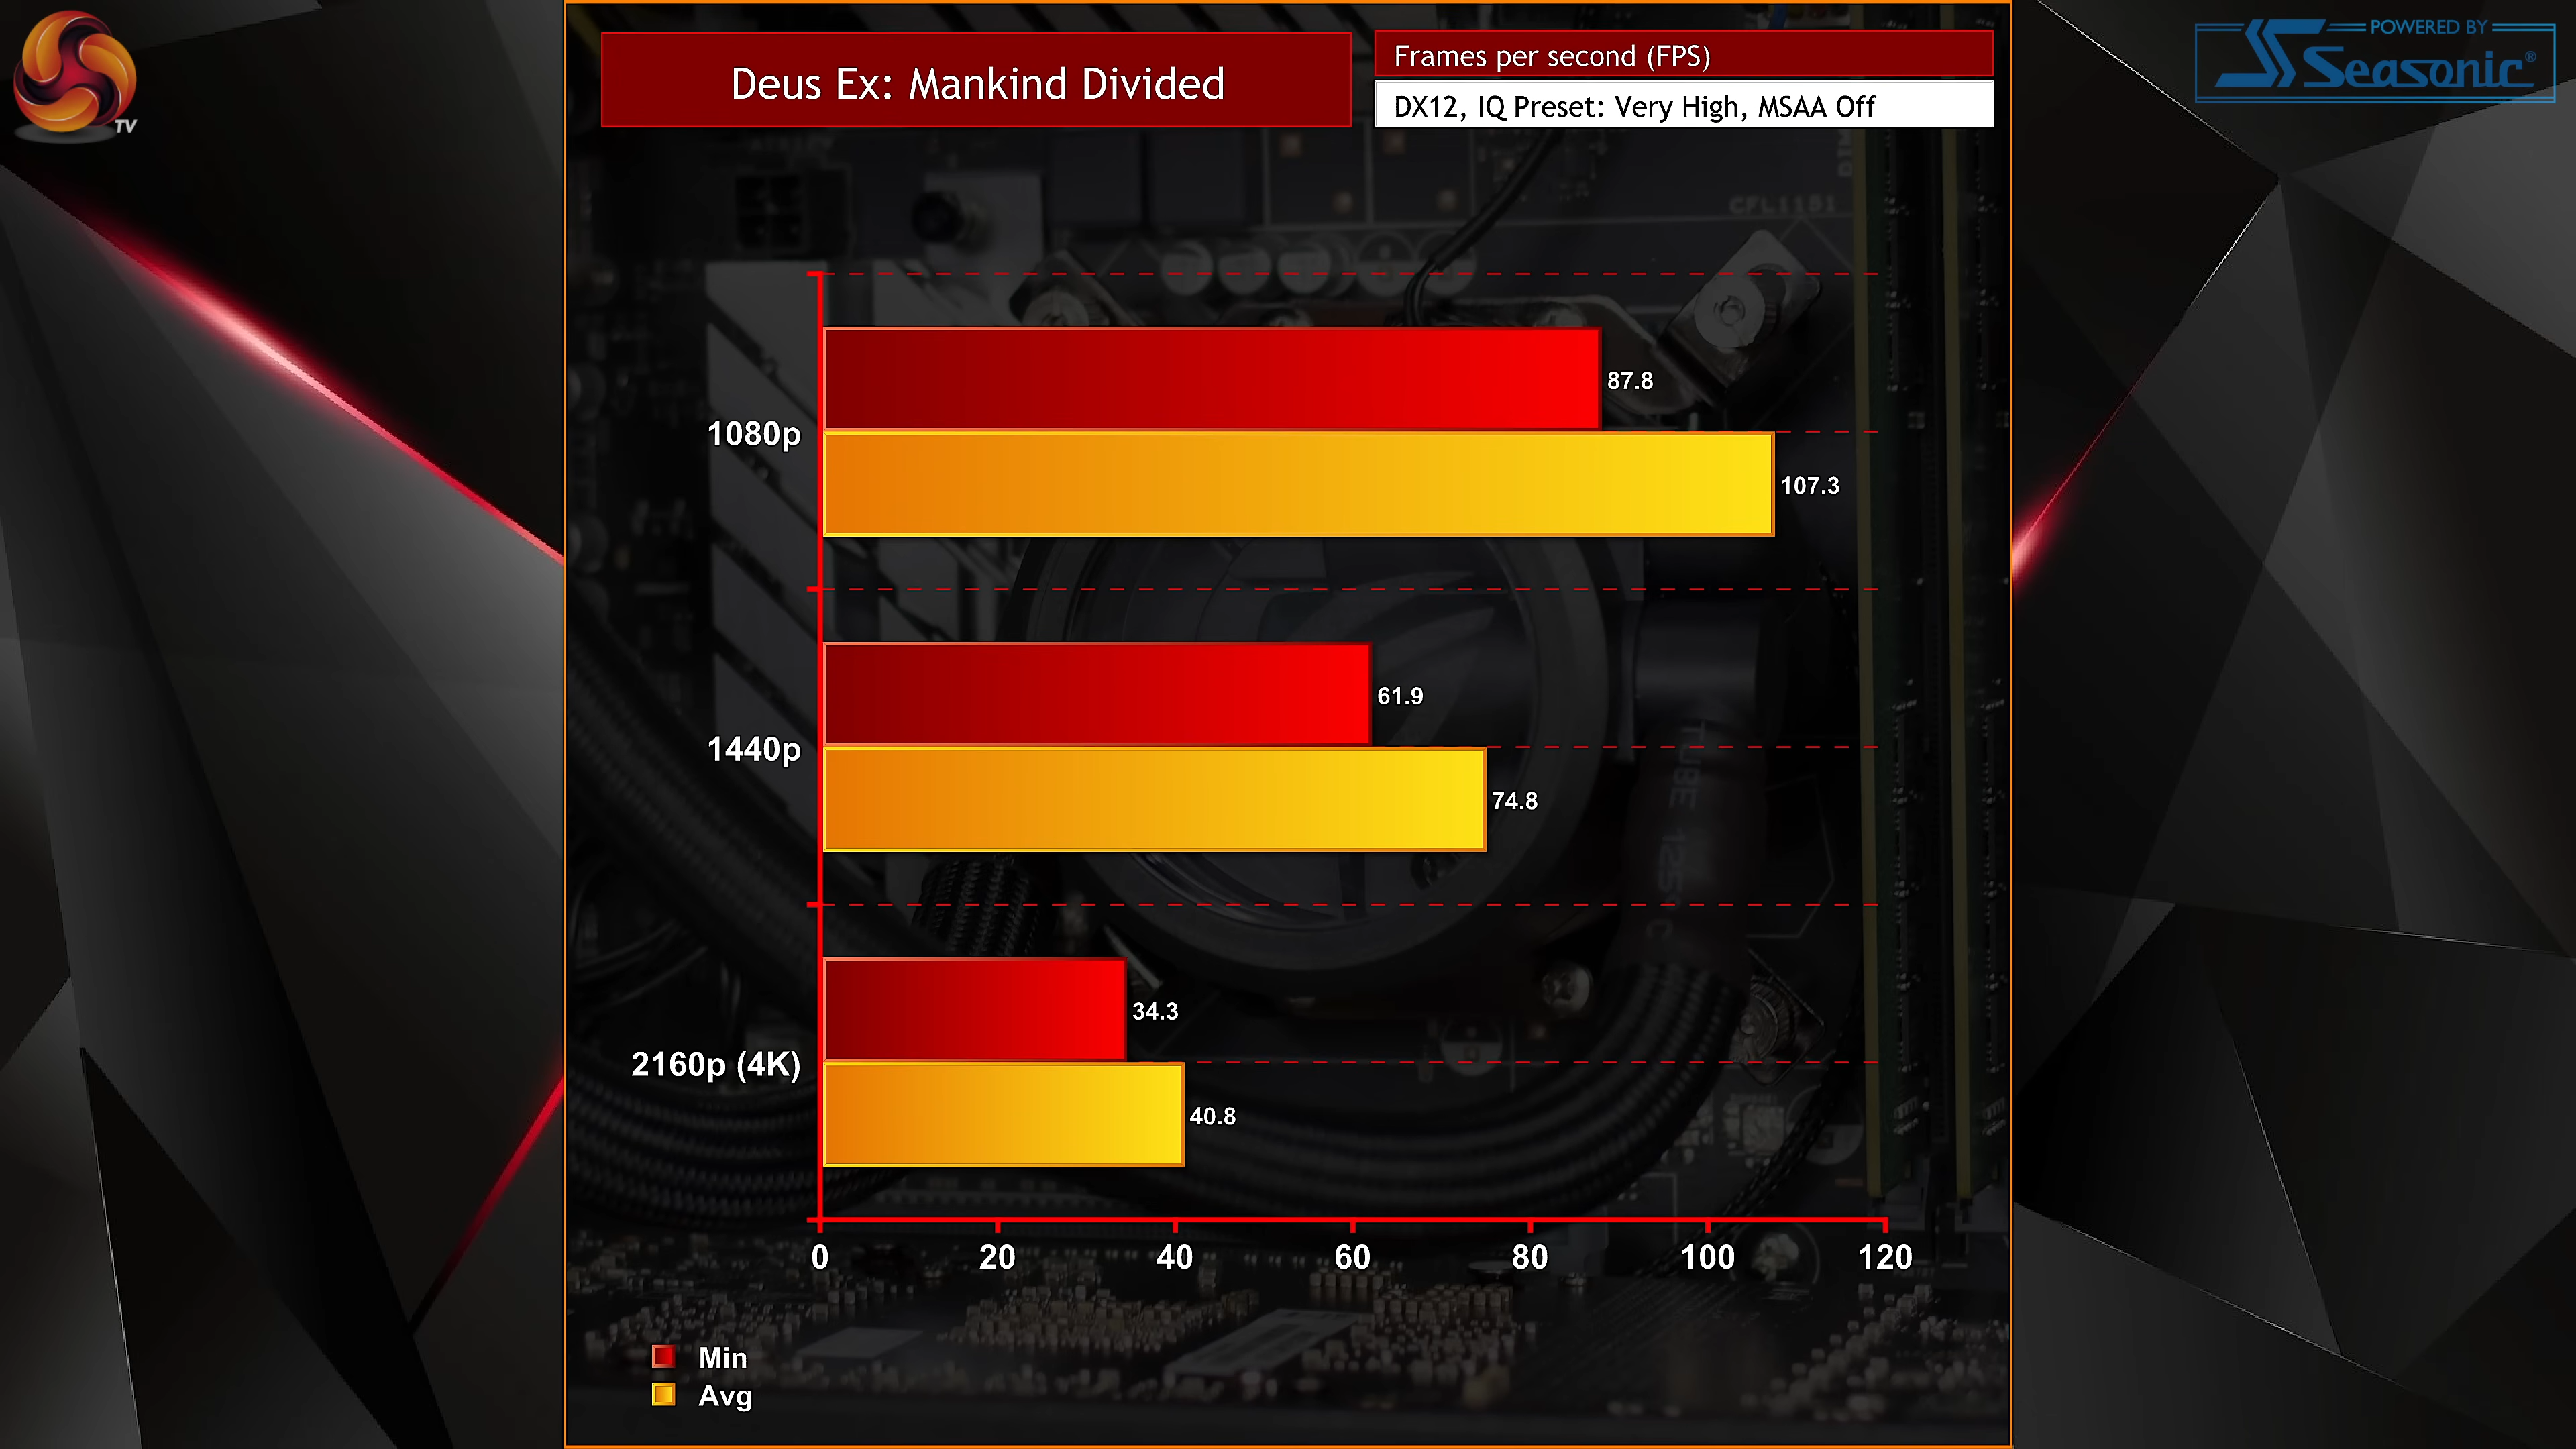 TV
Deus Ex: Mankind Divided
Frames per second (FPS)
DX12, IQ Preset: Very High, MSAA Off
POWERED BY
Seasonic®
CFL1151
1080p
87.8
107.3
1440p
61.9
74.8
2160p (4K)
34.3
40.8
0 20 40 60 80 100 120
Min
Avg